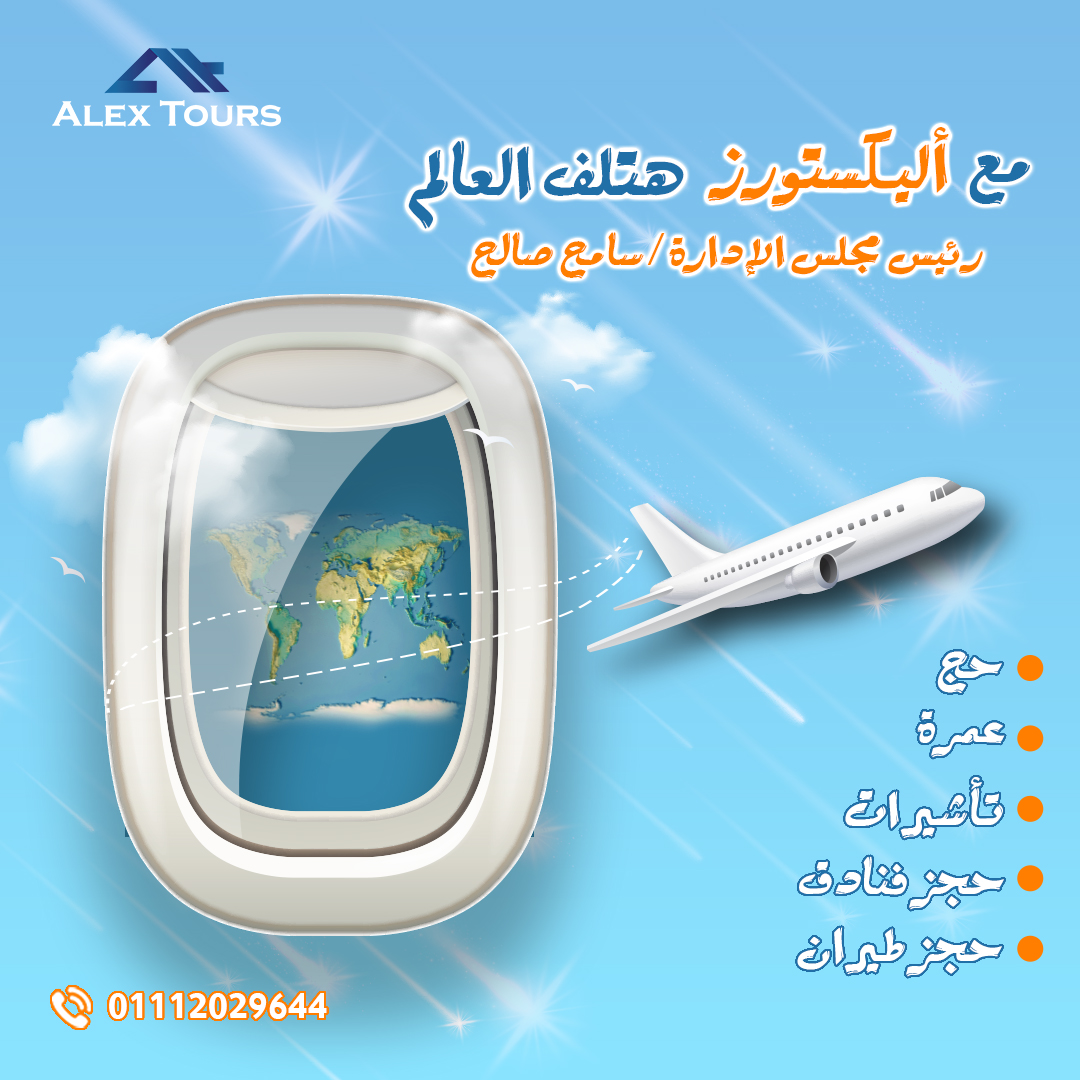 ALEX TOURS
مع أليكستورز هتلف العالم
رئيس مجلس الإدارة / سامح صالح
حج
عمرة
تأشيرات
حجز فنادق
حجز طيران
01112029644